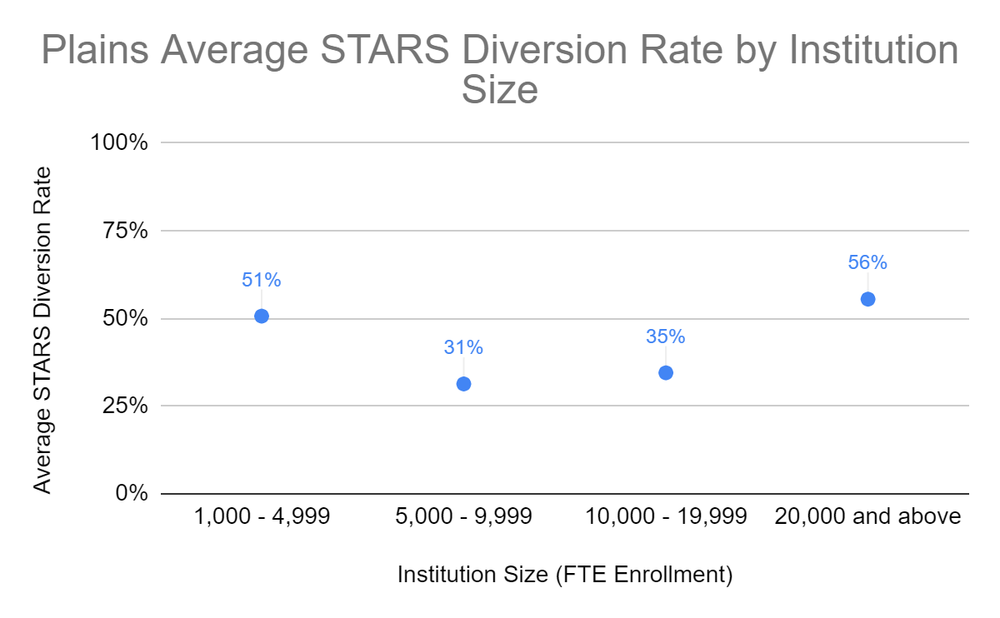 Plains Average STARS Diversion Rate by Institution
Size
Average STARS Diversion Rate
100%
75%
50%
25%
0%
51%
31%
35%
56%
1,000 - 4,999
5,000 - 9,999
10,000 - 19,999
20,000 and above
Institution Size (FTE Enrollment)